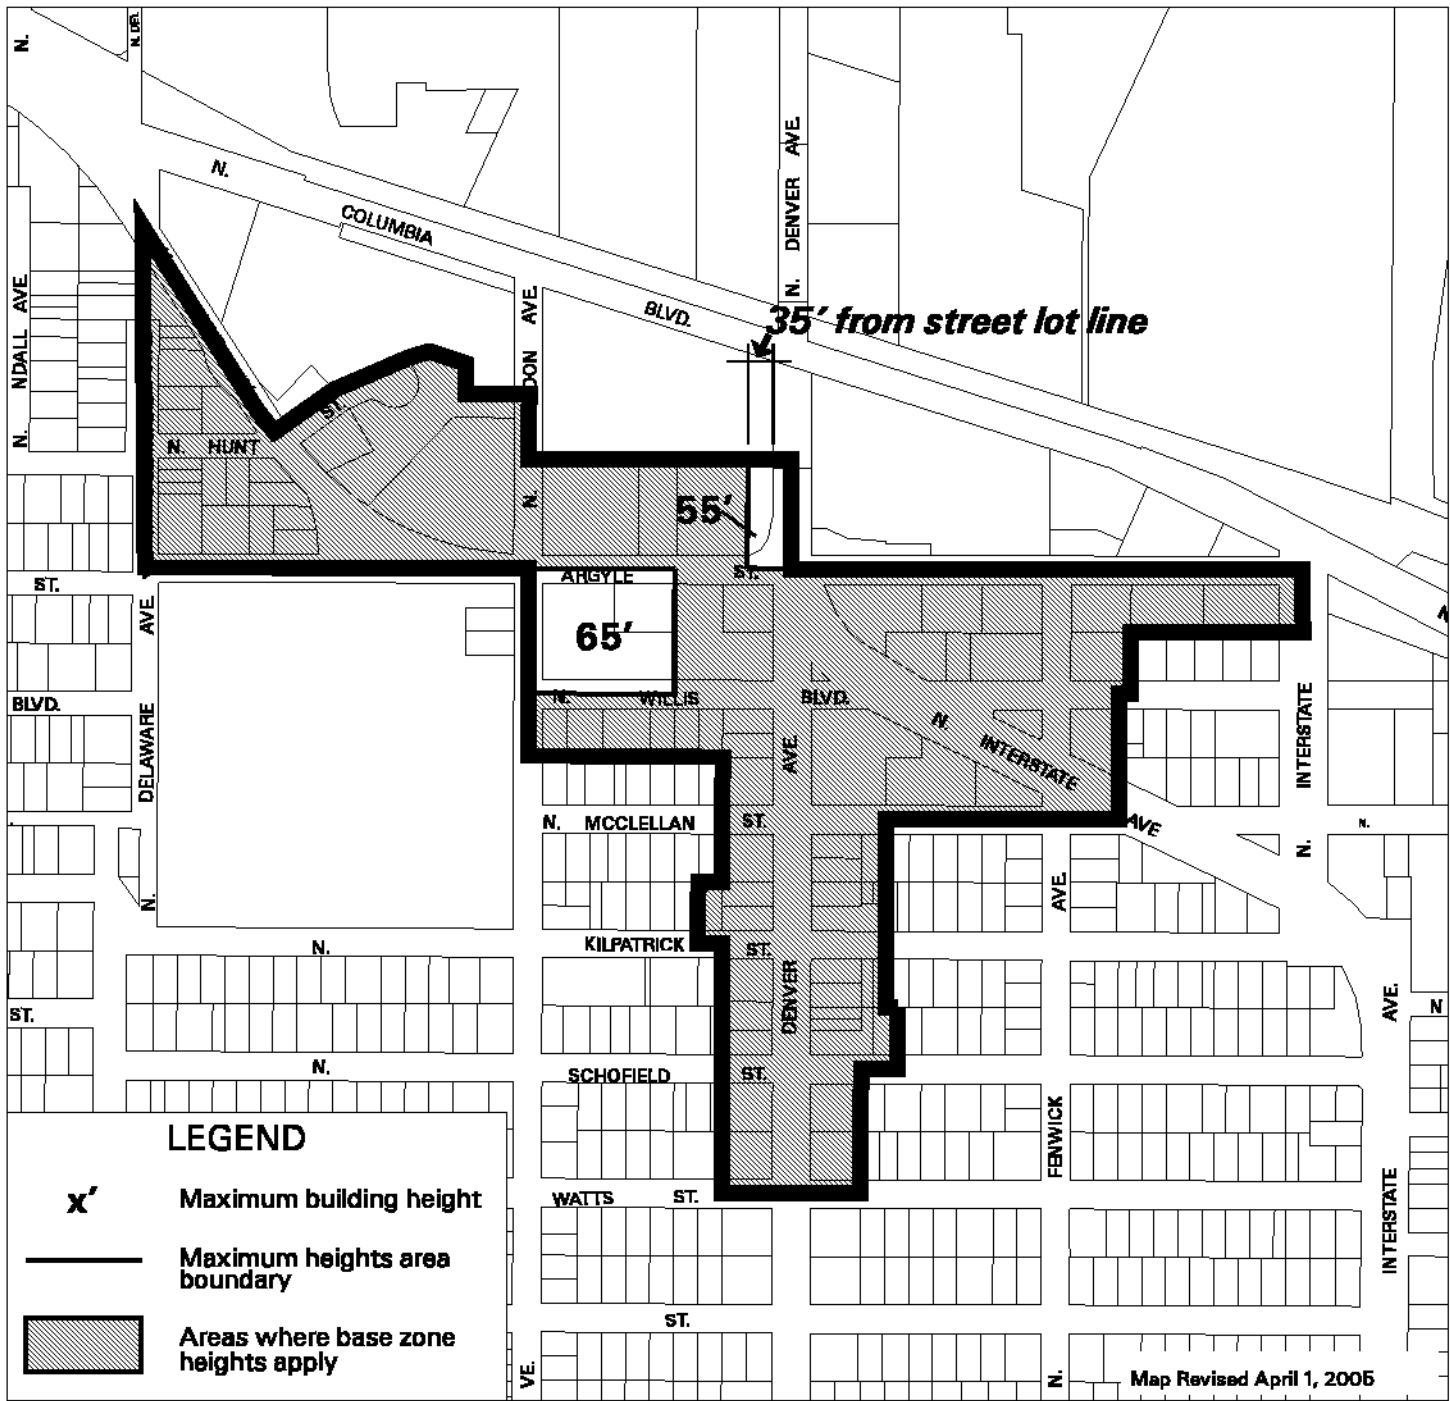 N.
N. DEL
N.
COLUMBIA
BLVD.
N. DENVER AVE.
35' from street lot line
N. NDALL AVE.
AVE.
DON
N.
ST.
N. HUNT
55'
ST.
ARGYLE
ST.
65'
N.
AVE.
BLVD.
N. WILLIS
BLVD.
N. INTERSTATE
AVE
DELAWARE
AVE.
INTERSTATE
N. MCCLELLAN
ST.
N.
N.
N.
AVE.
N.
KILPATRICK
ST.
DENVER
ST.
AVE.
N
N.
SCHOFIELD
ST.
FENWICK
WATTS
ST.
INTERSTATE
ST.
VE.
N.
LEGEND
x' Maximum building height
Maximum heights area
boundary
Areas where base zone
heights apply
Map Revised April 1, 2005